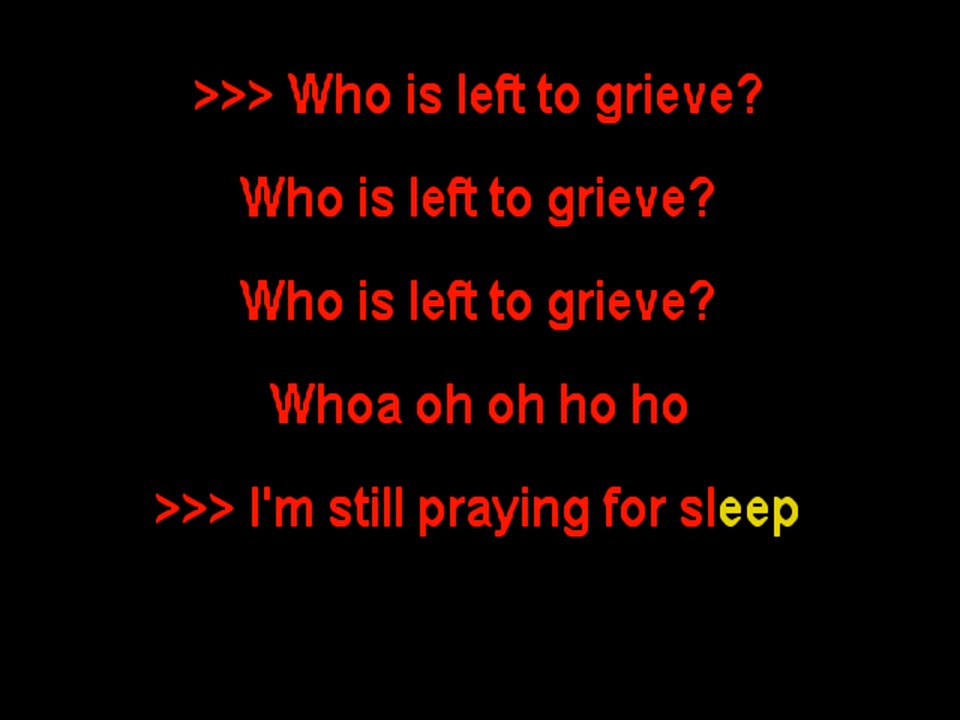 >>> Who is left to grieve?
Who is left to grieve?
Who is left to grieve?
Whoa oh oh ho ho
>>> I'm still praying for sleep